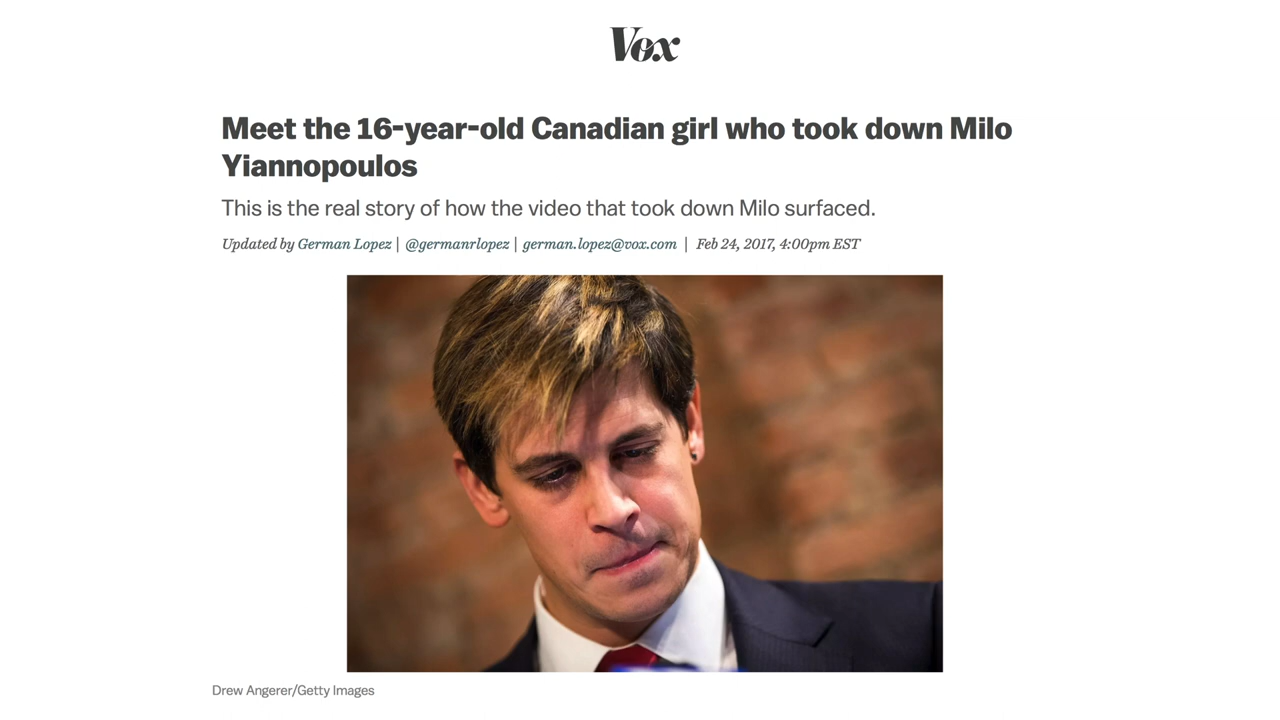 Vox
Meet the 16-year-old Canadian girl who took down Milo
Yiannopoulos
This is the real story of how the video that took down Milo surfaced.
Updated by German Lopez | @germanrlopez | german.lopez@vox.com | Feb 24, 2017, 4:00pm EST
Drew Angerer/Getty Images